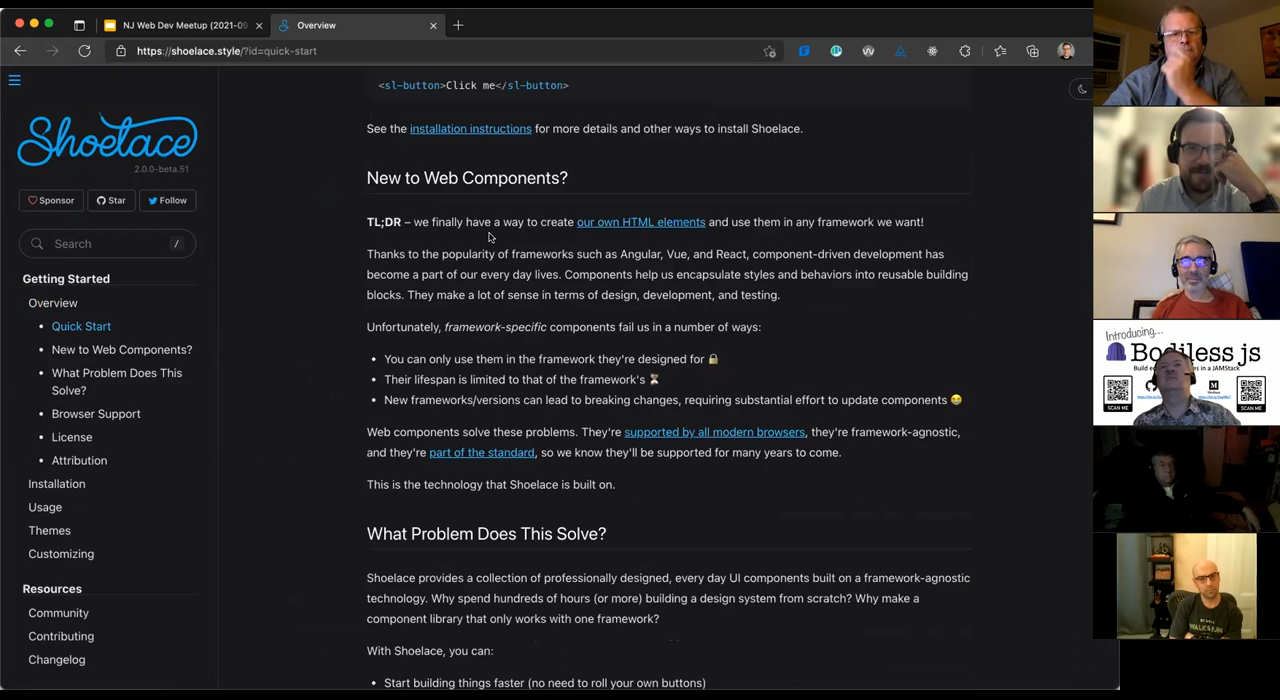 NJ Web Dev Meetup (2021-09
Overview
https://shoelace.style/?id=quick-start
Shoelace
2.0.0-beta.51
Sponsor
Star
Follow
Search
/
Getting Started
Overview
Quick Start
New to Web Components?
What Problem Does This
Solve?
Browser Support
License
Attribution
Installation
Usage
Themes
Customizing
Resources
Community
Contributing
Changelog
<sl-button>Click me</sl-button>
See the installation instructions for more details and other ways to install Shoelace.
New to Web Components?
TL;DR – we finally have a way to create our own HTML elements and use them in any framework we want!
Thanks to the popularity of frameworks such as Angular, Vue, and React, component-driven development has
become a part of our every day lives. Components help us encapsulate styles and behaviors into reusable building
blocks. They make a lot of sense in terms of design, development, and testing.
Unfortunately, framework-specific components fail us in a number of ways:
You can only use them in the framework they're designed for 🔒
Their lifespan is limited to that of the framework's ⏳
New frameworks/versions can lead to breaking changes, requiring substantial effort to update components 😭
Web components solve these problems. They're supported by all modern browsers, they're framework-agnostic,
and they're part of the standard, so we know they'll be supported for many years to come.
This is the technology that Shoelace is built on.
What Problem Does This Solve?
Shoelace provides a collection of professionally designed, every day UI components built on a framework-agnostic
technology. Why spend hundreds of hours (or more) building a design system from scratch? Why make a
component library that only works with one framework?
With Shoelace, you can:
Start building things faster (no need to roll your own buttons)
Introducing...
Bodiless js
SCAN ME
SCAN ME